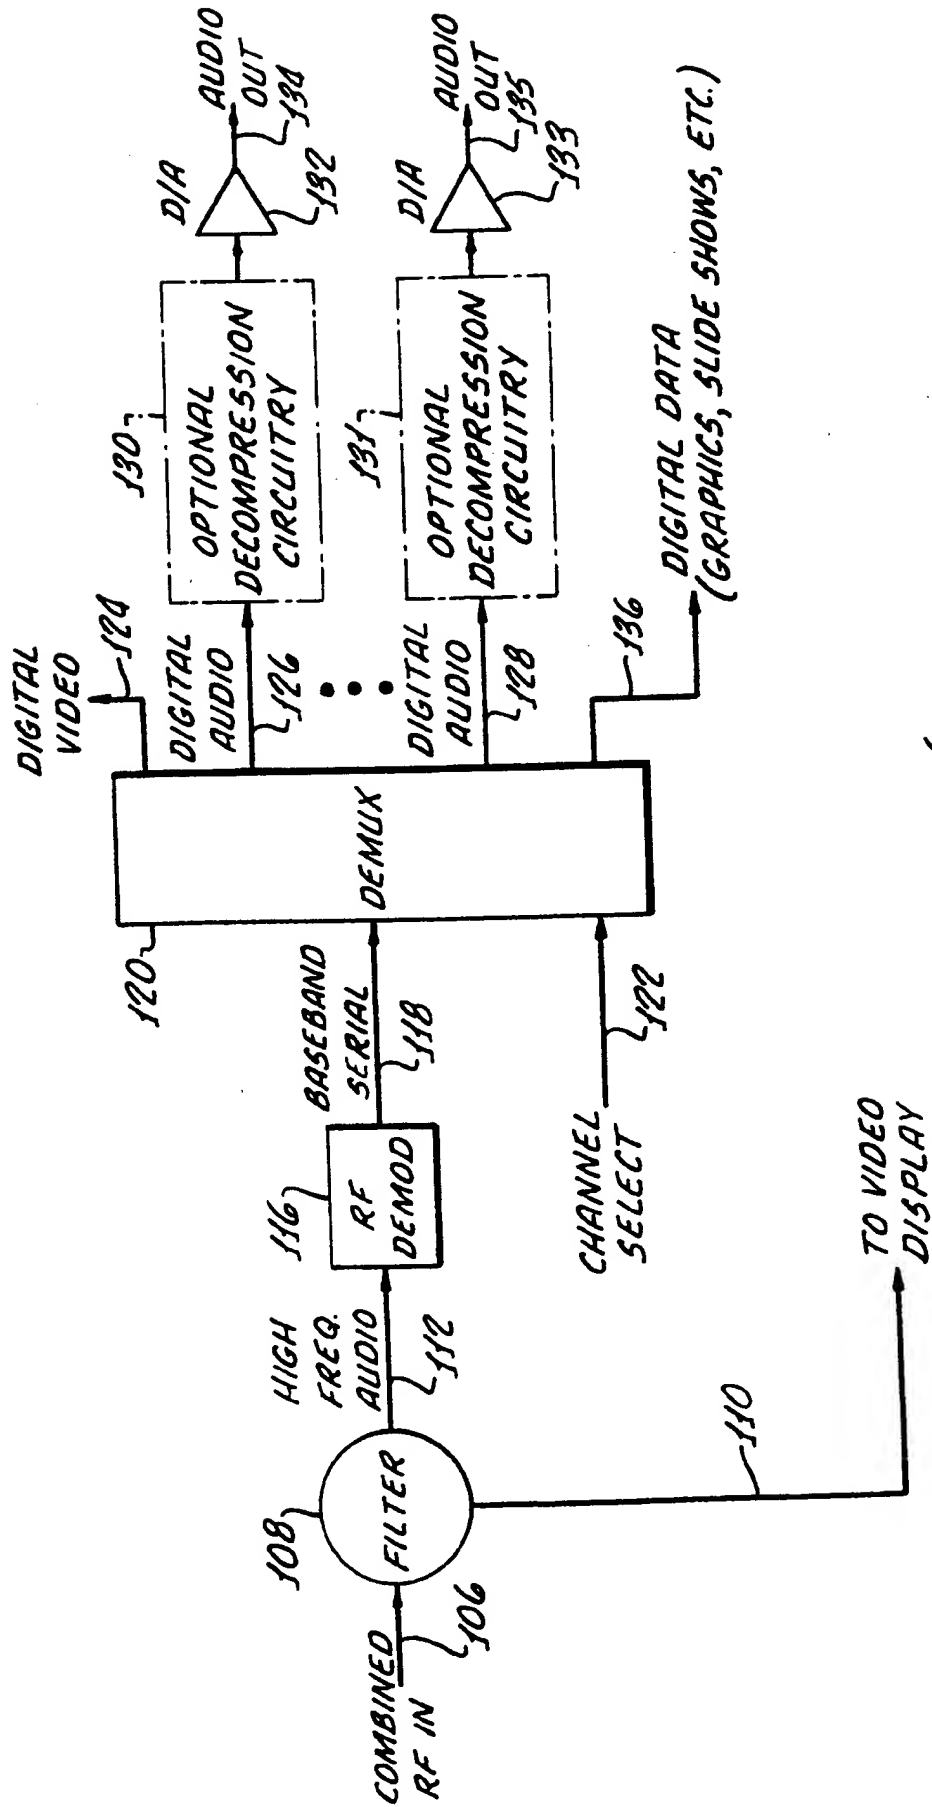 COMBINED
RF IN
106
108
FILTER
110
TO VIDEO
DISPLAY
HIGH
FREQ.
AUDIO
112
116
RF
DEMOD
BASEBAND
SERIAL
118
CHANNEL
SELECT
122
120
DEMUX
DIGITAL
VIDEO
124
DIGITAL
AUDIO
126
DIGITAL
AUDIO
128
130
OPTIONAL
DECOMPRESSION
CIRCUITRY
131
OPTIONAL
DECOMPRESSION
CIRCUITRY
D/A
132
AUDIO
OUT
134
D/A
133
AUDIO
OUT
135
136
DIGITAL DATA
(GRAPHICS, SLIDE SHOWS, ETC.)